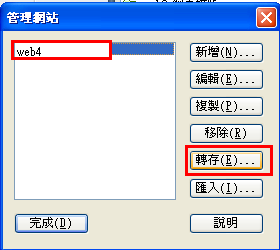 管理網站
web4
新增(N)...
編輯(E)...
複製(P)...
移除(R)
轉存(E)...
匯入(I)...
完成(D)
說明